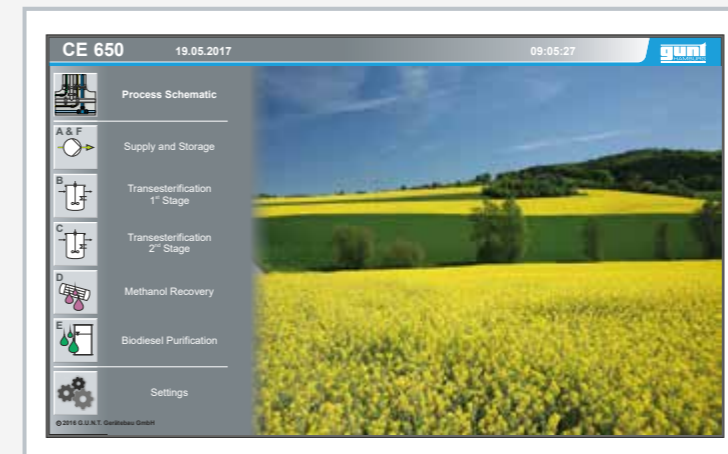 CE 650 19.05.2017 09:05:27 gunt
HAMBURG
Process Schematic
A & F
Supply and Storage
B
Transesterification
1st Stage
C
Transesterification
2nd Stage
D
Methanol Recovery
E
Biodiesel Purification
Settings
© 2016 G.U.N.T. Gerätebau GmbH